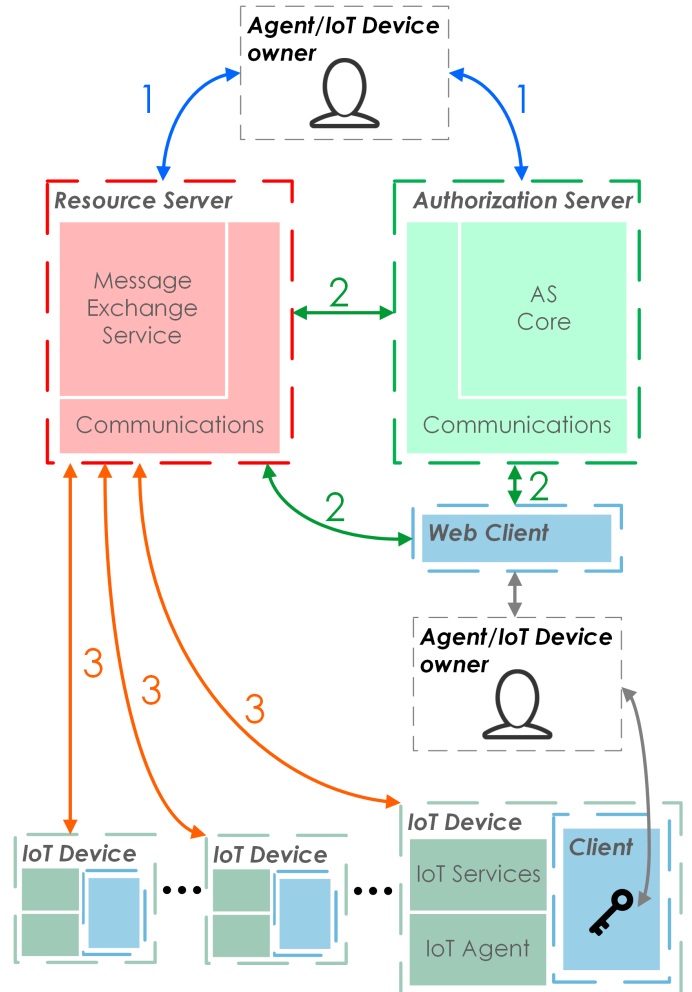 Agent/IoT Device
owner
1
1
Resource Server
Authorization Server
Message
Exchange
Service
2
AS
Core
Communications
Communications
2
2
Web Client
Agent/IoT Device
owner
3
3
3
IoT Device
IoT Device
IoT Device
Client
IoT Services
IoT Agent